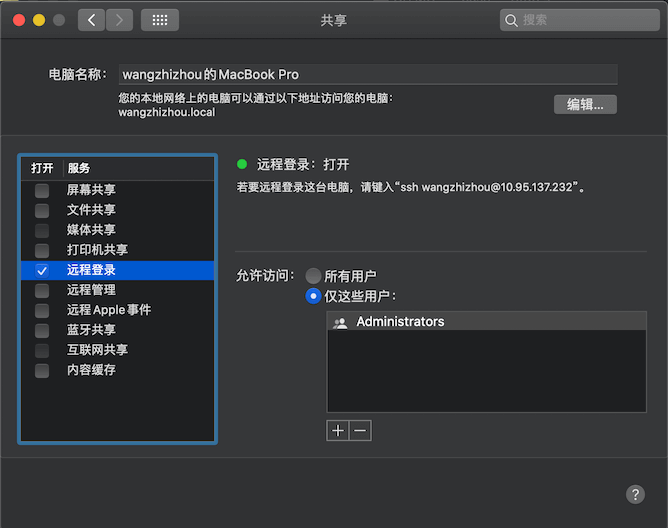 共享
搜索
电脑名称：
wangzhizhou的MacBook Pro
您的本地网络上的电脑可以通过以下地址访问您的电脑：
wangzhizhou.local
编辑...
打开 服务
屏幕共享
文件共享
媒体共享
打印机共享
远程登录
远程管理
远程Apple事件
蓝牙共享
互联网共享
内容缓存
远程登录：打开
若要远程登录这台电脑，请键入“ssh wangzhizhou@10.95.137.232”。
允许访问：
所有用户
仅这些用户：
Administrators
+ −
?